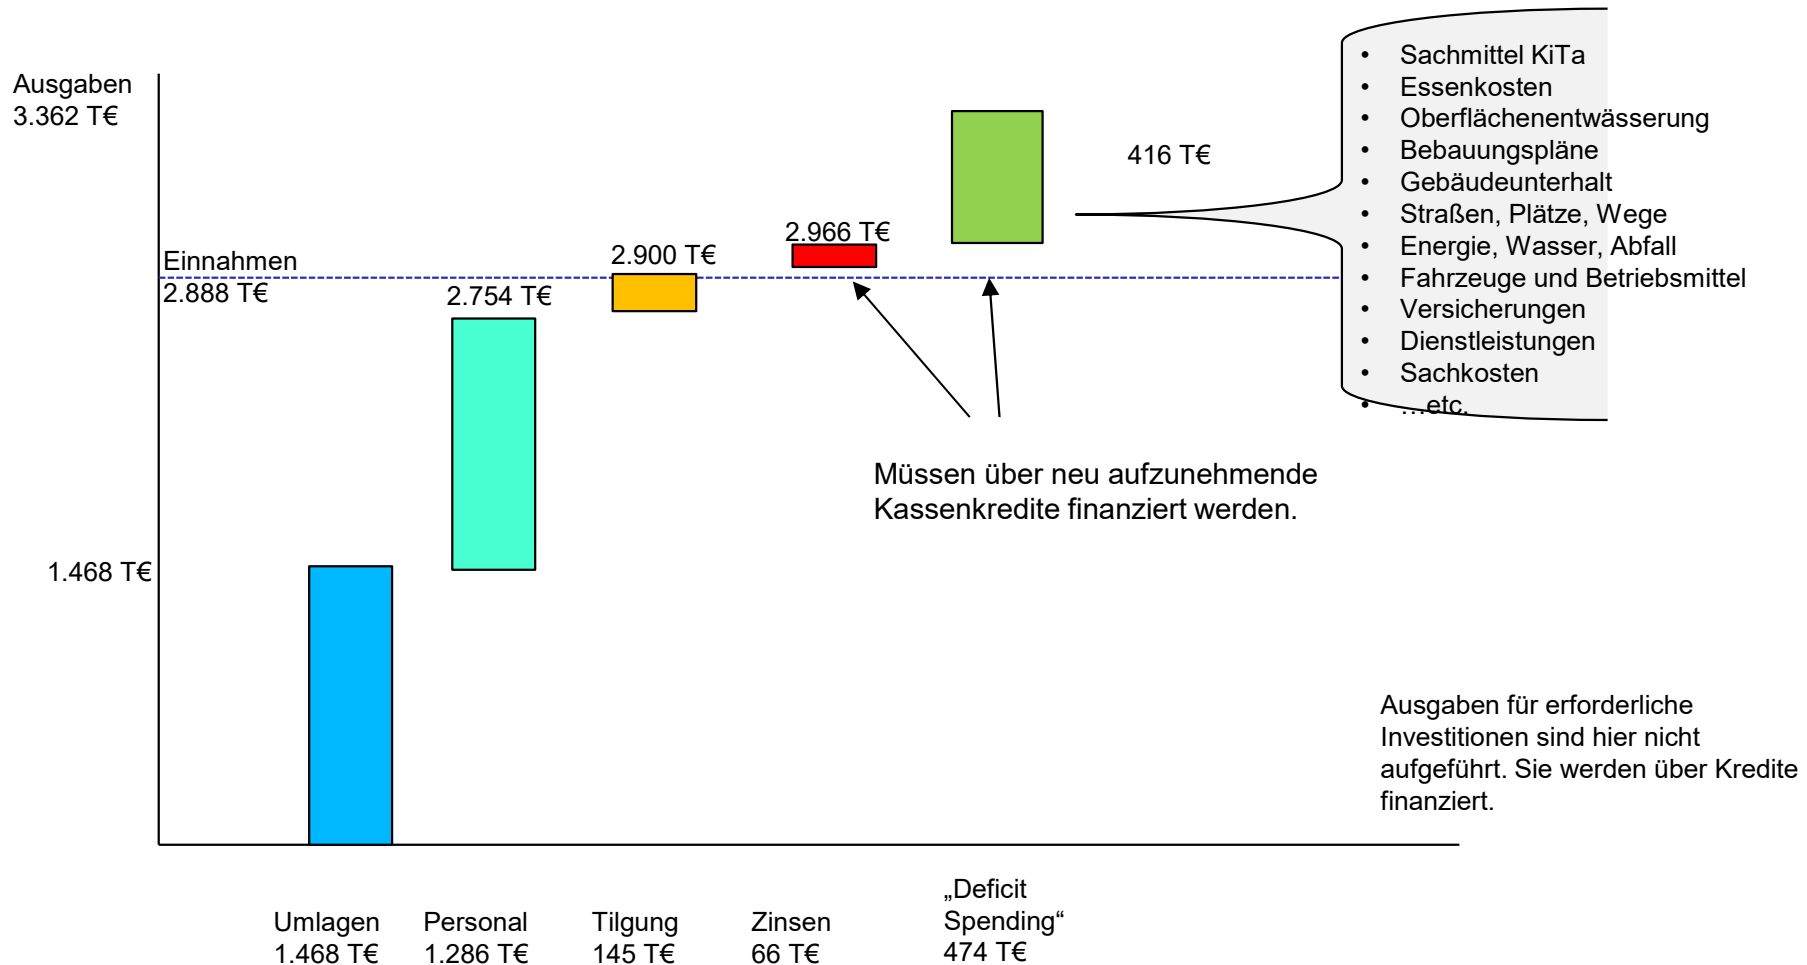 Ausgaben
3.362 T€
Einnahmen
2.888 T€
1.468 T€
2.754 T€
2.900 T€
2.966 T€
416 T€
• Sachmittel KiTa
• Essenkosten
• Oberflächenentwässerung
• Bebauungspläne
• Gebäudeunterhalt
• Straßen, Plätze, Wege
• Energie, Wasser, Abfall
• Fahrzeuge und Betriebsmittel
• Versicherungen
• Dienstleistungen
• Sachkosten
• …etc.
Müssen über neu aufzunehmende
Kassenkredite finanziert werden.
Ausgaben für erforderliche
Investitionen sind hier nicht
aufgeführt. Sie werden über Kredite
finanziert.
Umlagen
1.468 T€
Personal
1.286 T€
Tilgung
145 T€
Zinsen
66 T€
„Deficit
Spending“
474 T€